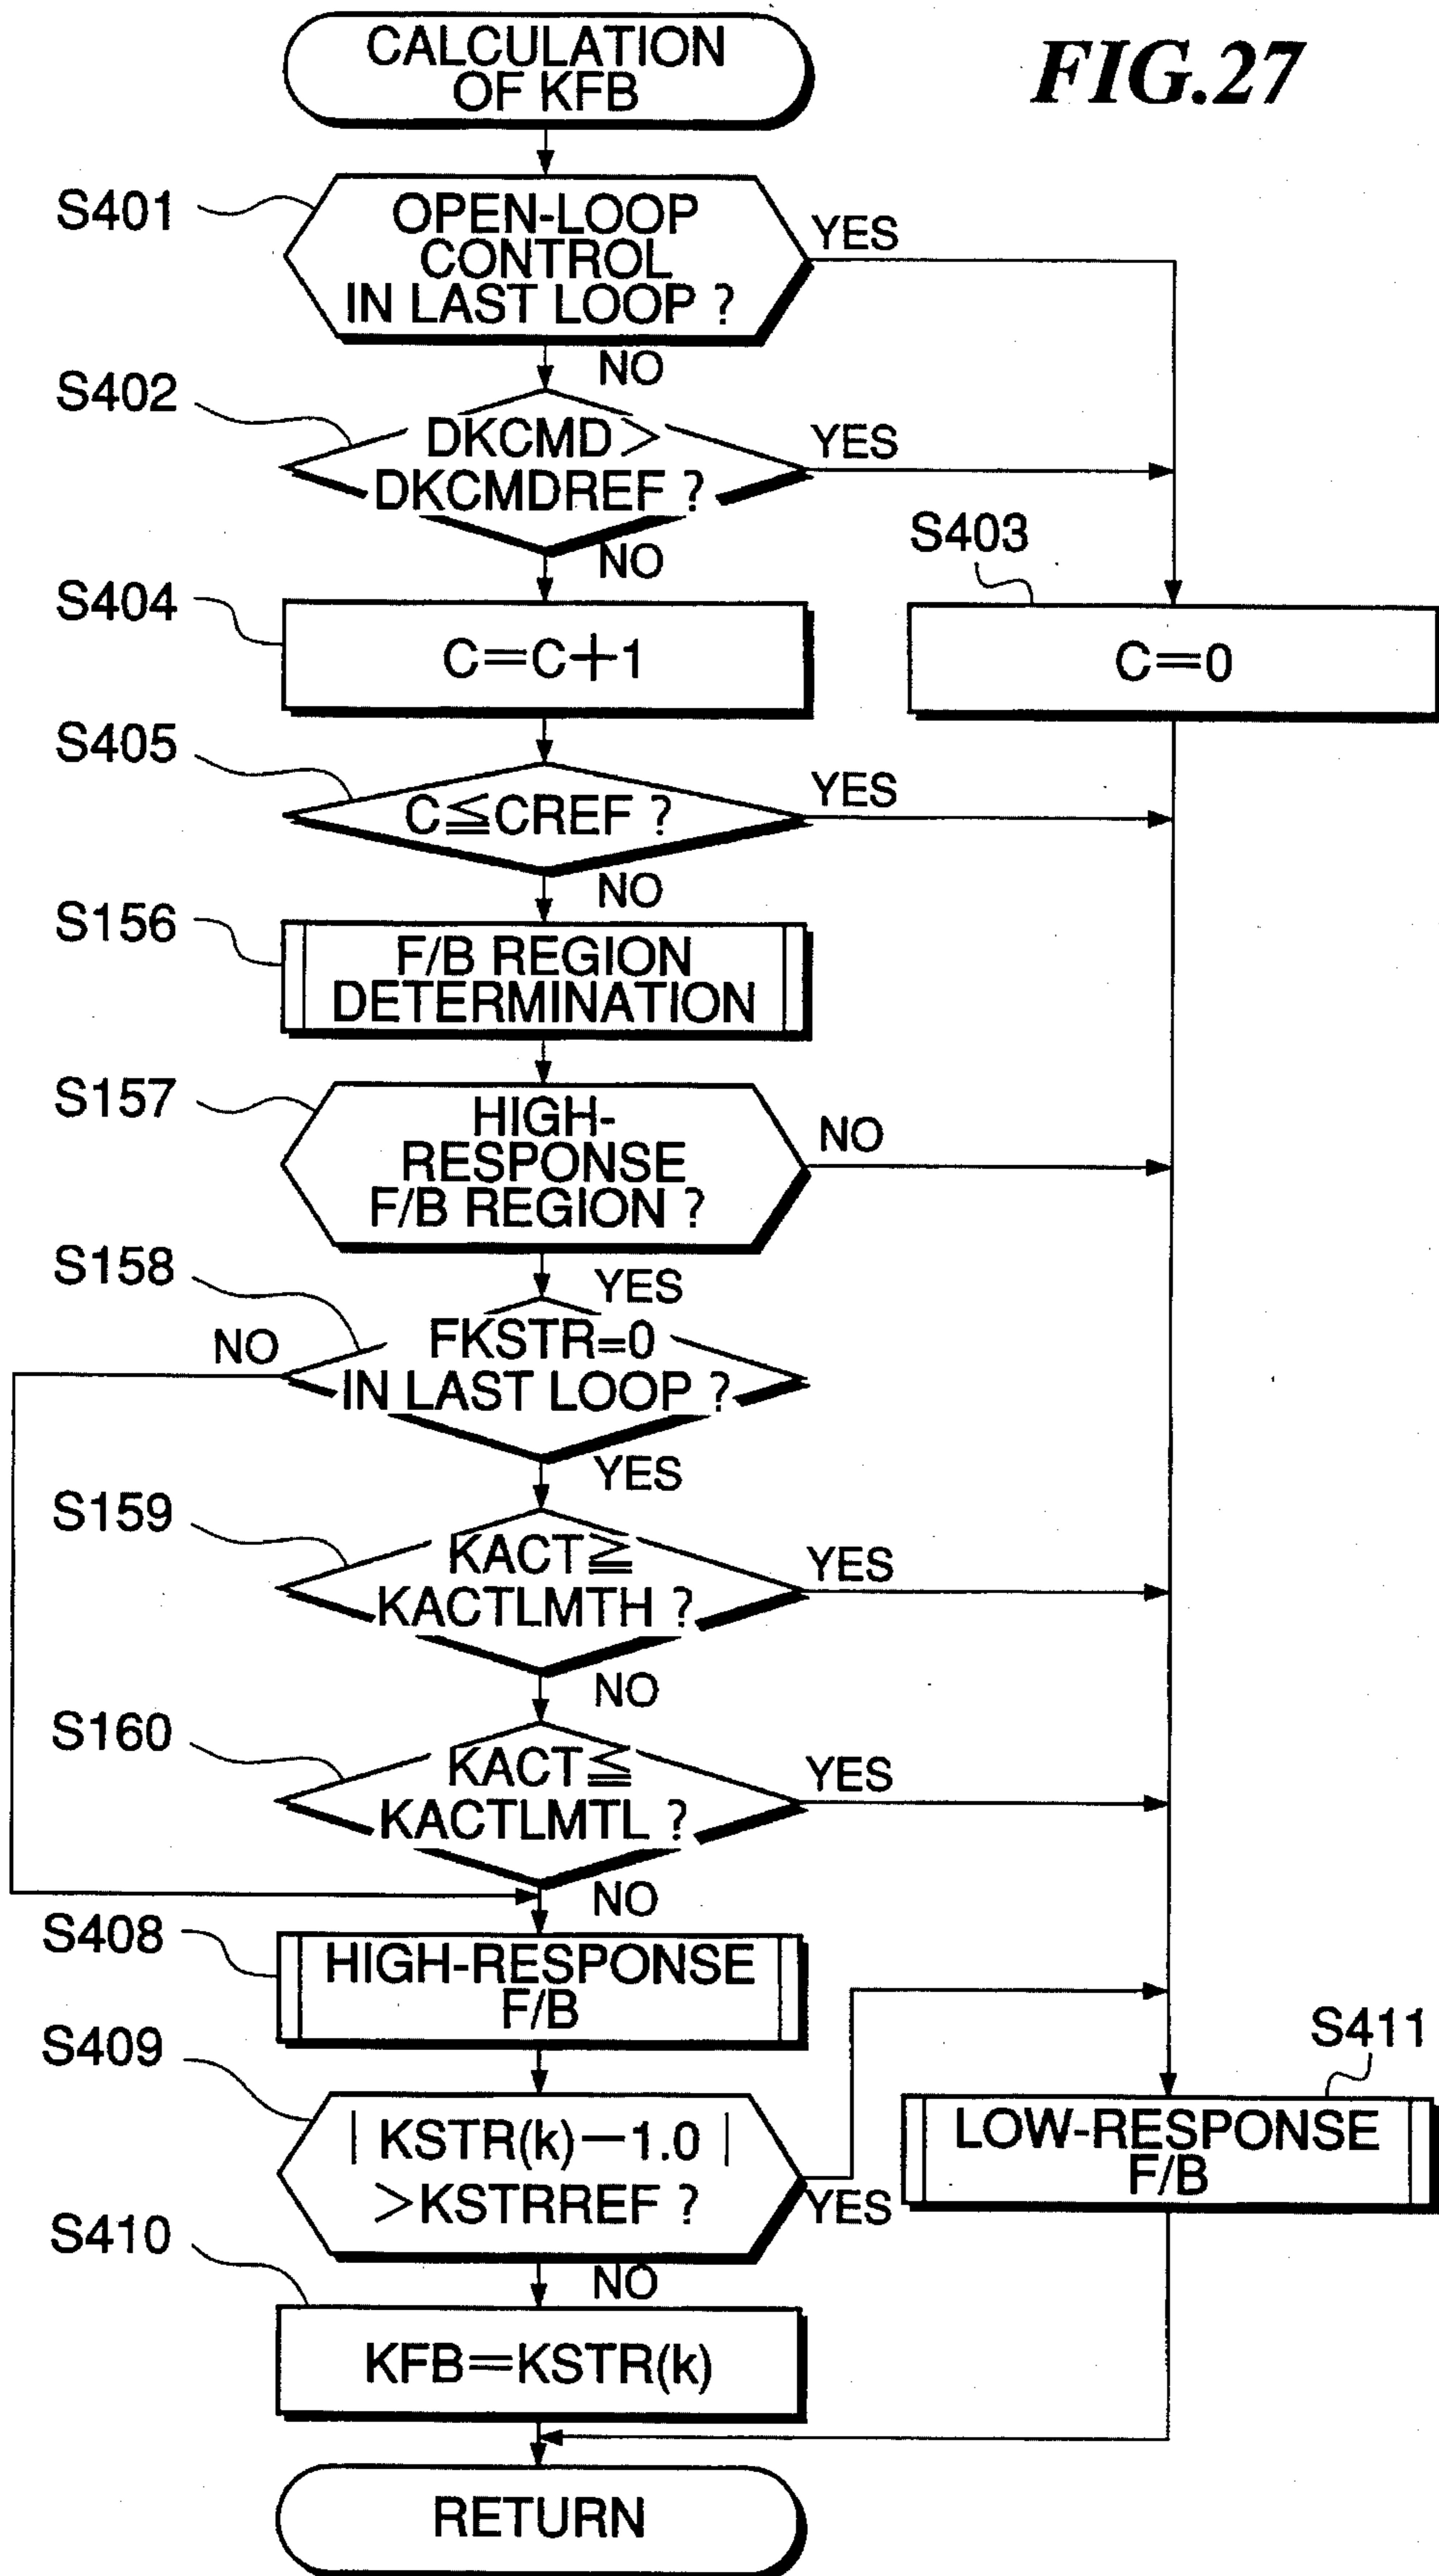 CALCULATION
OF KFB
FIG.27
S401
OPEN-LOOP
CONTROL
IN LAST LOOP ?
YES
NO
S402
DKCMD>
DKCMDREF ?
YES
NO
S403
C=0
S404
C=C+1
S405
C≦CREF ?
YES
NO
S156
F/B REGION
DETERMINATION
S157
HIGH-
RESPONSE
F/B REGION ?
NO
YES
S158
NO
FKSTR=0
IN LAST LOOP ?
YES
S159
KACT≧
KACTLMTH ?
YES
NO
S160
KACT≦
KACTLMTL ?
YES
NO
S408
HIGH-RESPONSE
F/B
S409
| KSTR(k)−1.0 |
>KSTRREF ?
YES
NO
S411
LOW-RESPONSE
F/B
S410
KFB=KSTR(k)
RETURN